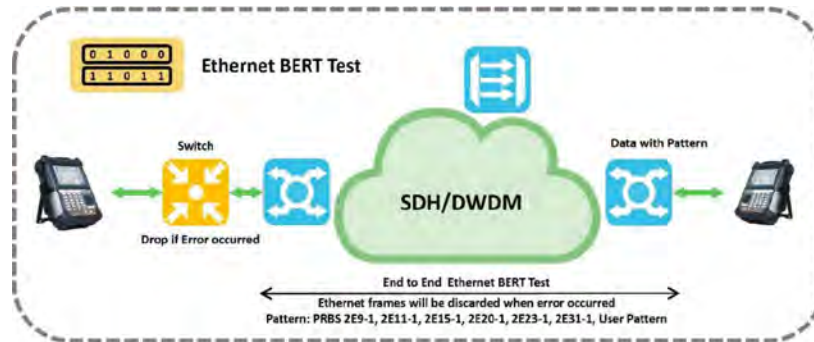 0 1 0 0 0
1 1 0 1 1
Ethernet BERT Test
Switch
Data with Pattern
SDH/DWDM
Drop if Error occurred
End to End Ethernet BERT Test
Ethernet frames will be discarded when error occurred
Pattern: PRBS 2E9-1, 2E11-1, 2E15-1, 2E20-1, 2E23-1, 2E31-1, User Pattern